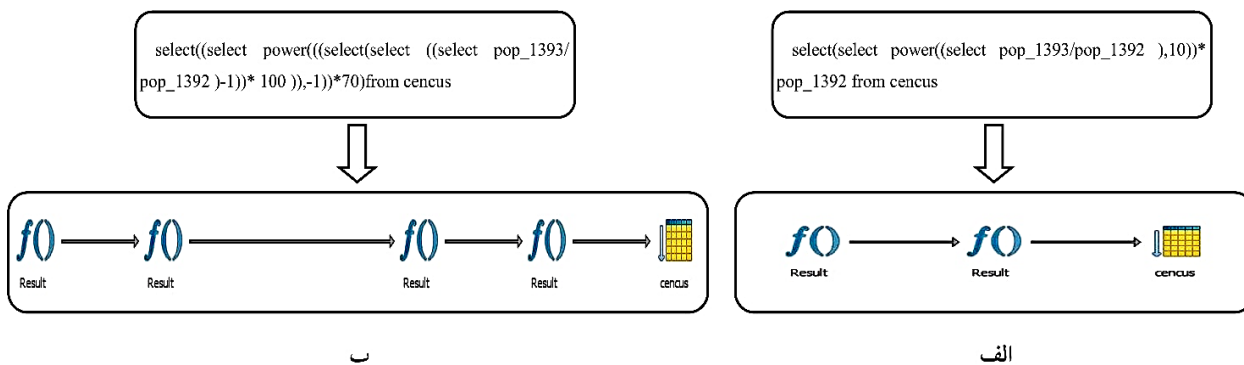 select((select power(((select(select ((select pop_1393/
pop_1392 )-1))* 100 )),-1))*70)from cencus
select(select power((select pop_1393/pop_1392 ),10))*
pop_1392 from cencus
Result
Result
Result
Result
cencus
Result
Result
cencus
ب
الف